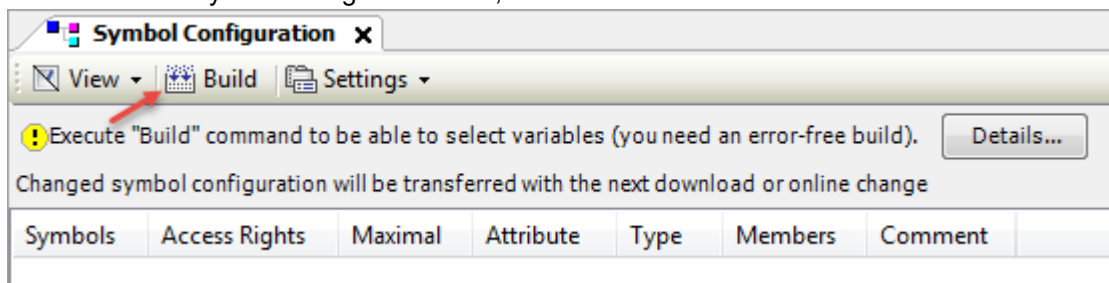 Symbol Configuration x
View Build Settings
Execute "Build" command to be able to select variables (you need an error-free build). Details...
Changed symbol configuration will be transferred with the next download or online change
Symbols Access Rights Maximal Attribute Type Members Comment